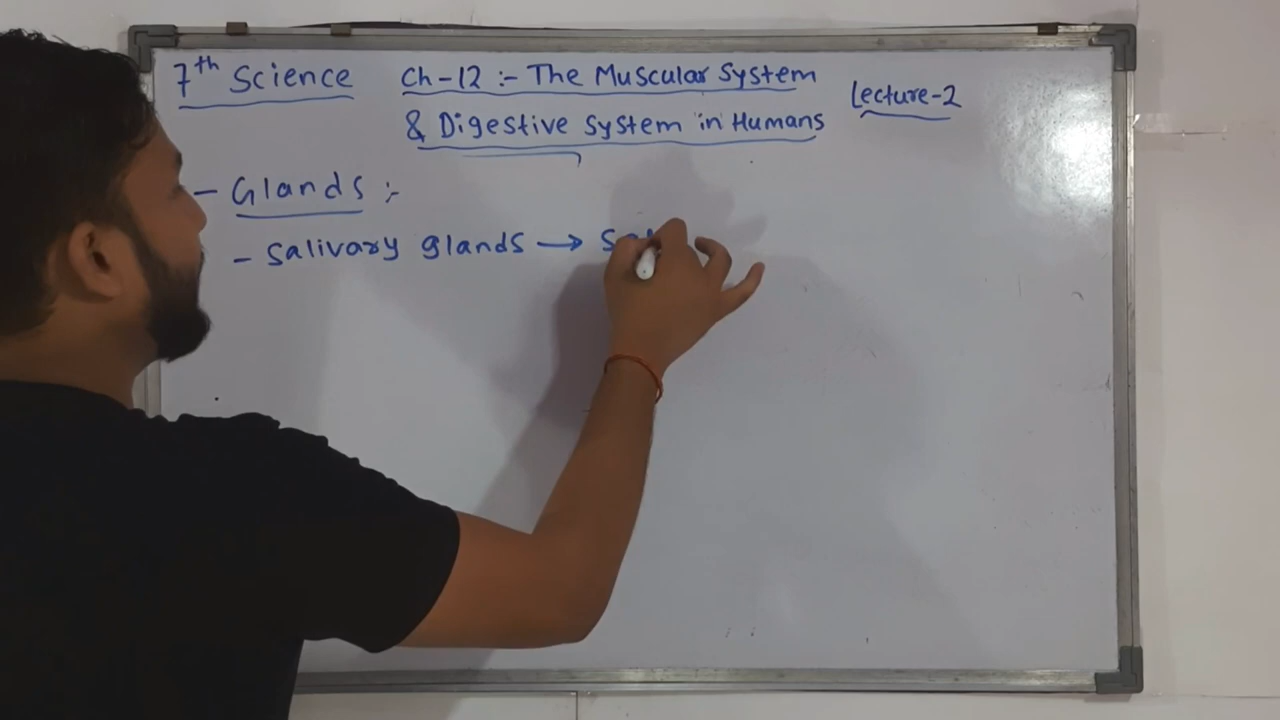 7th Science Ch-12 :- The Muscular System Lecture-2
& Digestive System in Humans
- Glands :-
- Salivary glands →